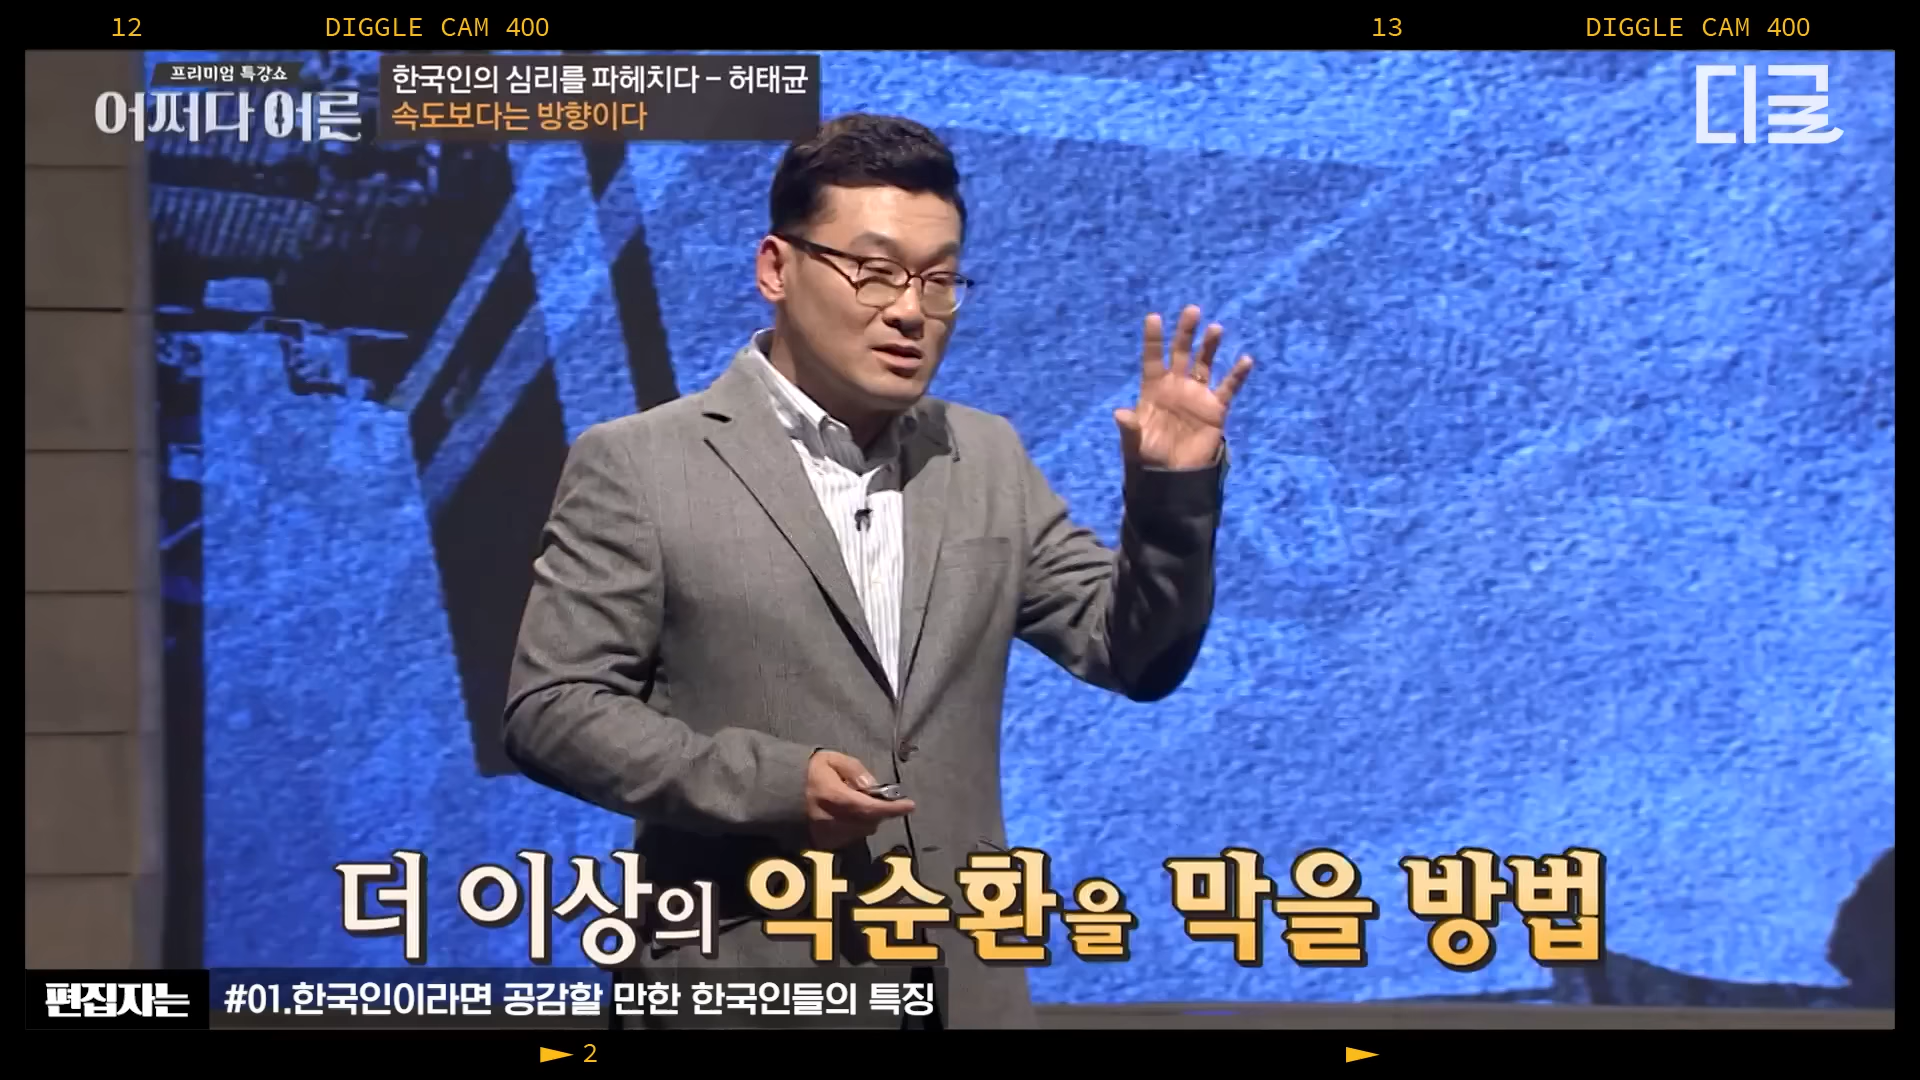 12 DIGGLE CAM 400 13 DIGGLE CAM 400
프리미엄 특강쇼
어쩌다 어른
한국인의 심리를 파헤치다 - 허태균
속도보다는 방향이다
디글
더 이상의 악순환을 막을 방법
편집자는 #01.한국인이라면 공감할 만한 한국인들의 특징
2